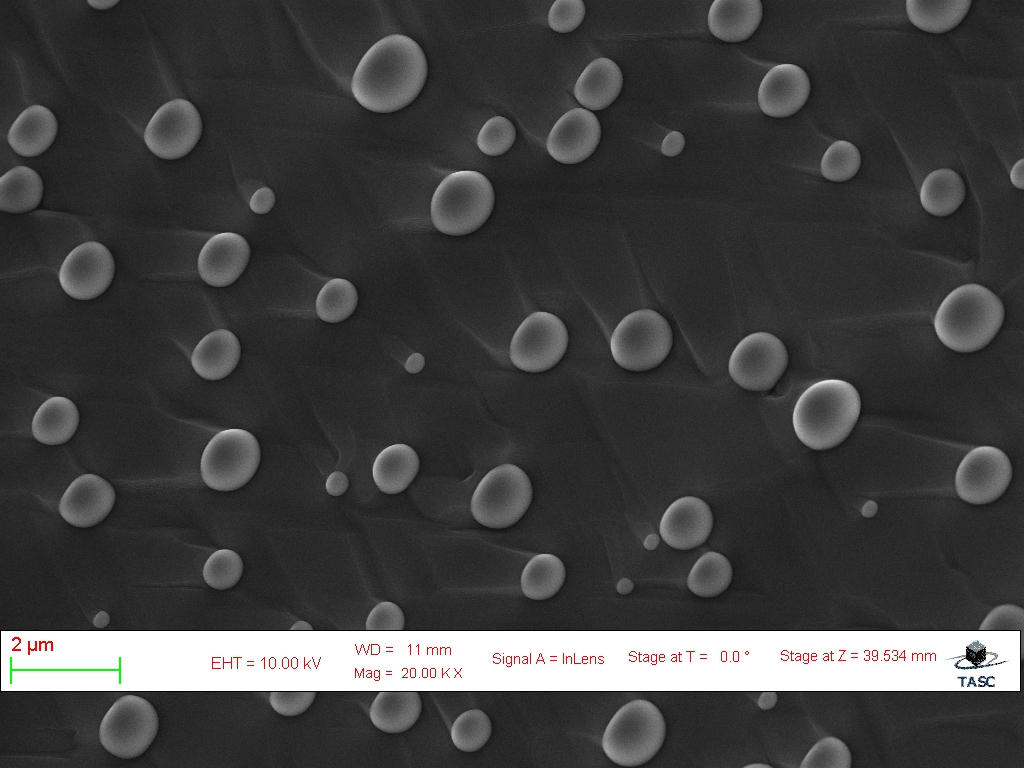 2 µm
EHT = 10.00 kV
WD = 11 mm
Mag = 20.00 K X
Signal A = InLens
Stage at T = 0.0 °
Stage at Z = 39.534 mm
TASC